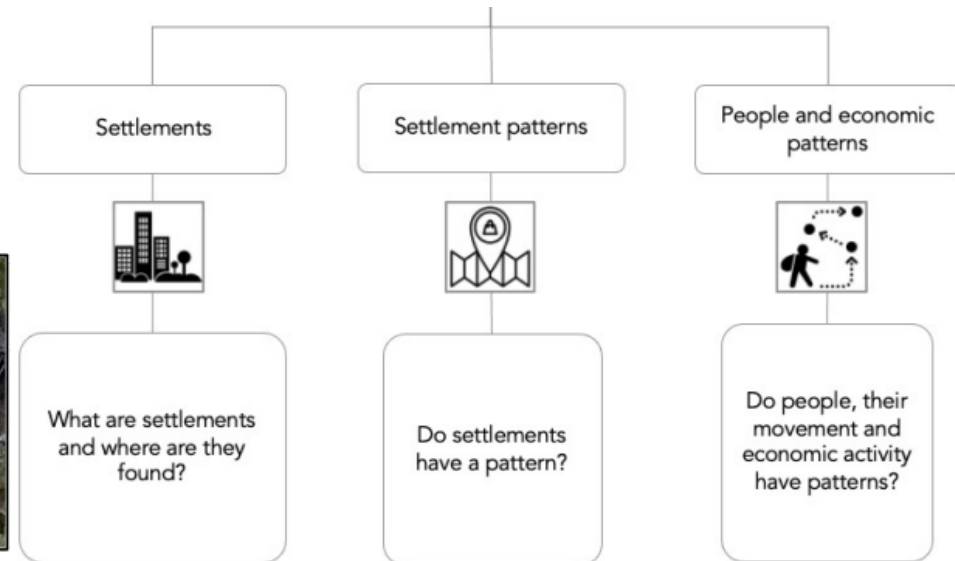 Settlements
Settlement patterns
People and economic
patterns
What are settlements
and where are they
found?
Do settlements
have a pattern?
Do people, their
movement and
economic activity
have patterns?